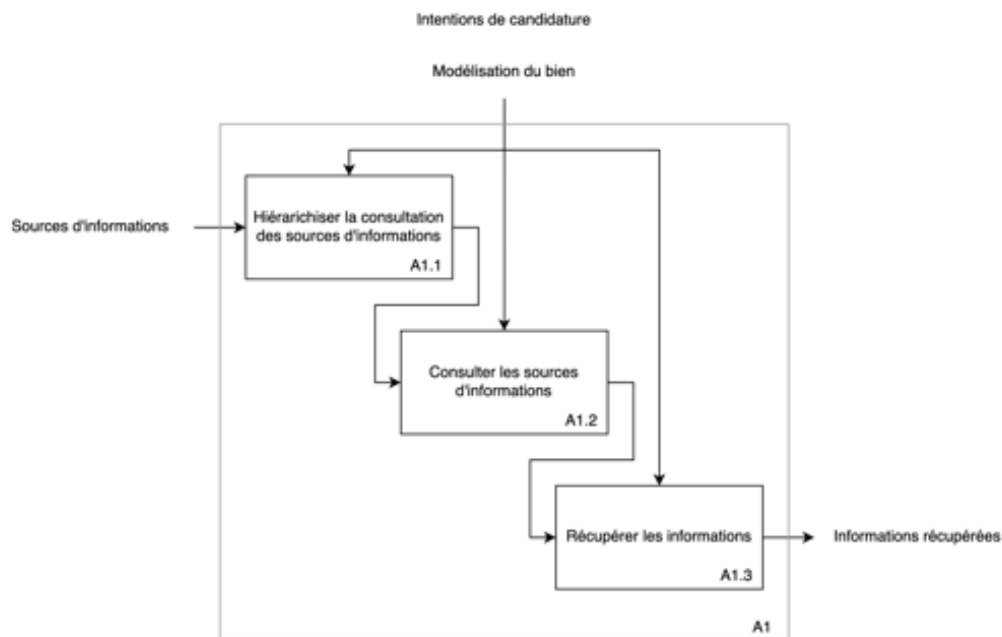 Intentions de candidature
Modélisation du bien
Sources d'informations
Hiérarichiser la consultation
des sources d'informations
A1.1
Consulter les sources
d'informations
A1.2
Récupérer les informations
A1.3
Informations récupérées
A1